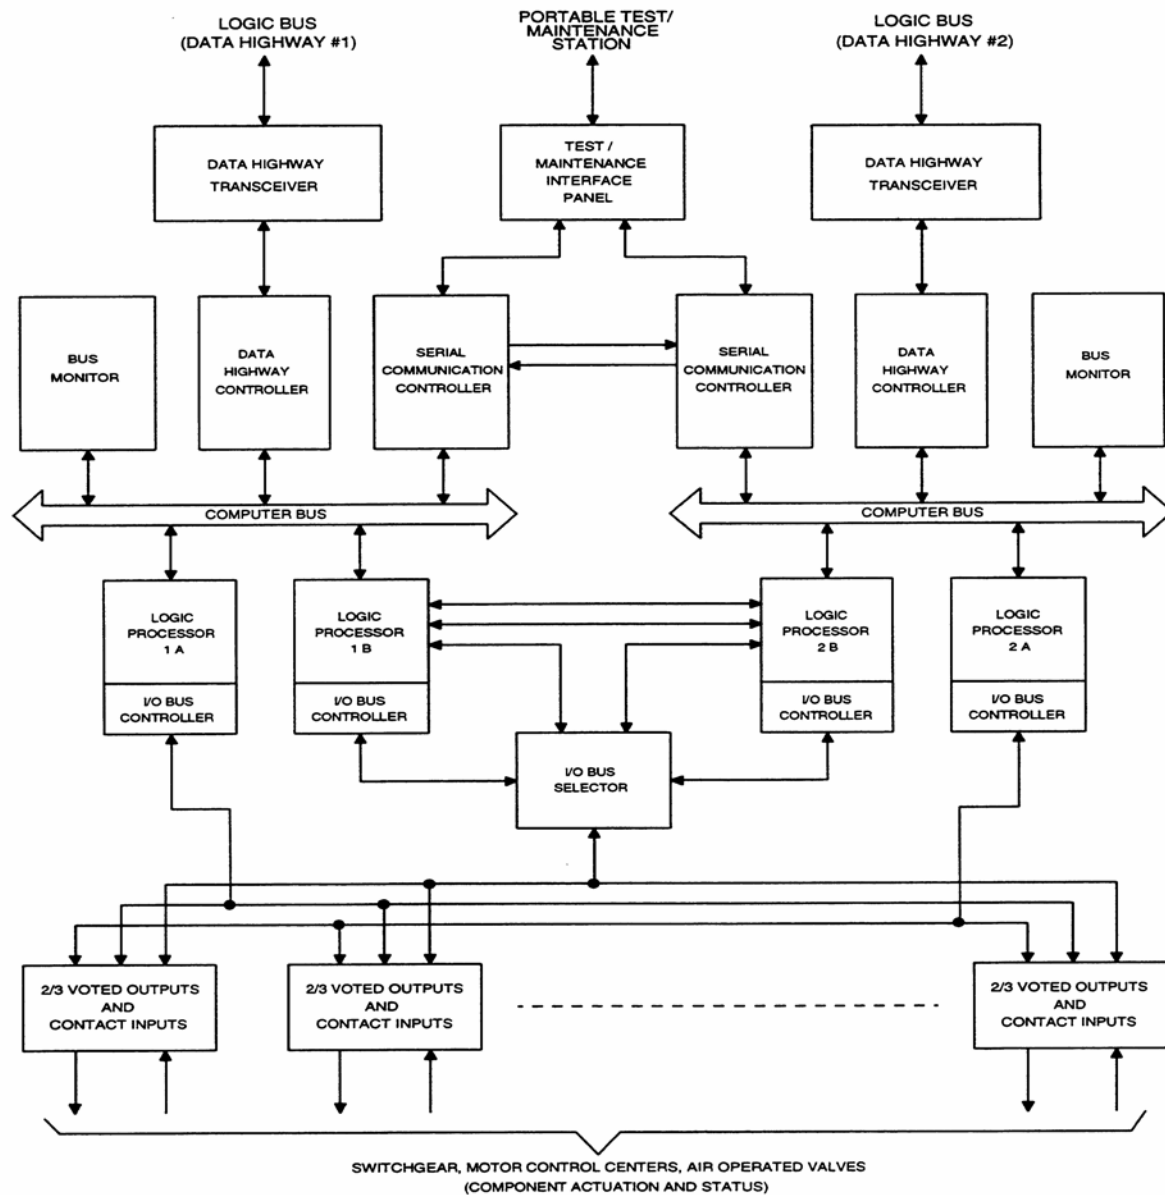 LOGIC BUS
(DATA HIGHWAY #1)
PORTABLE TEST/
MAINTENANCE
STATION
LOGIC BUS
(DATA HIGHWAY #2)
DATA HIGHWAY
TRANSCEIVER
TEST /
MAINTENANCE
INTERFACE
PANEL
DATA HIGHWAY
TRANSCEIVER
BUS
MONITOR
DATA
HIGHWAY
CONTROLLER
SERIAL
COMMUNICATION
CONTROLLER
SERIAL
COMMUNICATION
CONTROLLER
DATA
HIGHWAY
CONTROLLER
BUS
MONITOR
COMPUTER BUS
COMPUTER BUS
LOGIC
PROCESSOR
1 A
I/O BUS
CONTROLLER
LOGIC
PROCESSOR
1 B
I/O BUS
CONTROLLER
LOGIC
PROCESSOR
2 B
I/O BUS
CONTROLLER
LOGIC
PROCESSOR
2 A
I/O BUS
CONTROLLER
I/O BUS
SELECTOR
2/3 VOTED OUTPUTS
AND
CONTACT INPUTS
2/3 VOTED OUTPUTS
AND
CONTACT INPUTS
2/3 VOTED OUTPUTS
AND
CONTACT INPUTS
SWITCHGEAR, MOTOR CONTROL CENTERS, AIR OPERATED VALVES
(COMPONENT ACTUATION AND STATUS)